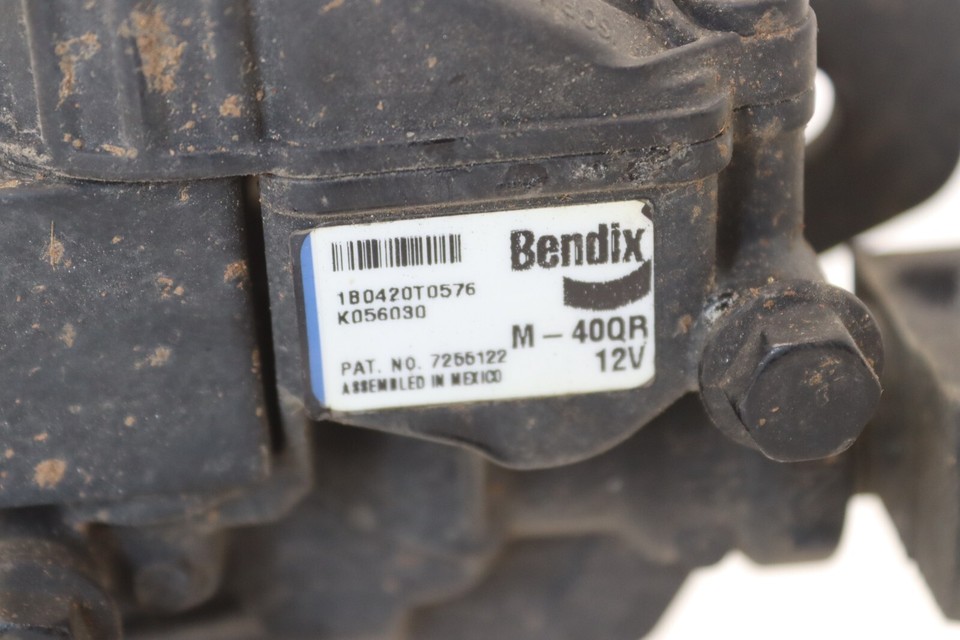 Bendix
1B0420T0576
K056030
M-40QR
12V
PAT. NO. 7255122
ASSEMBLED IN MEXICO